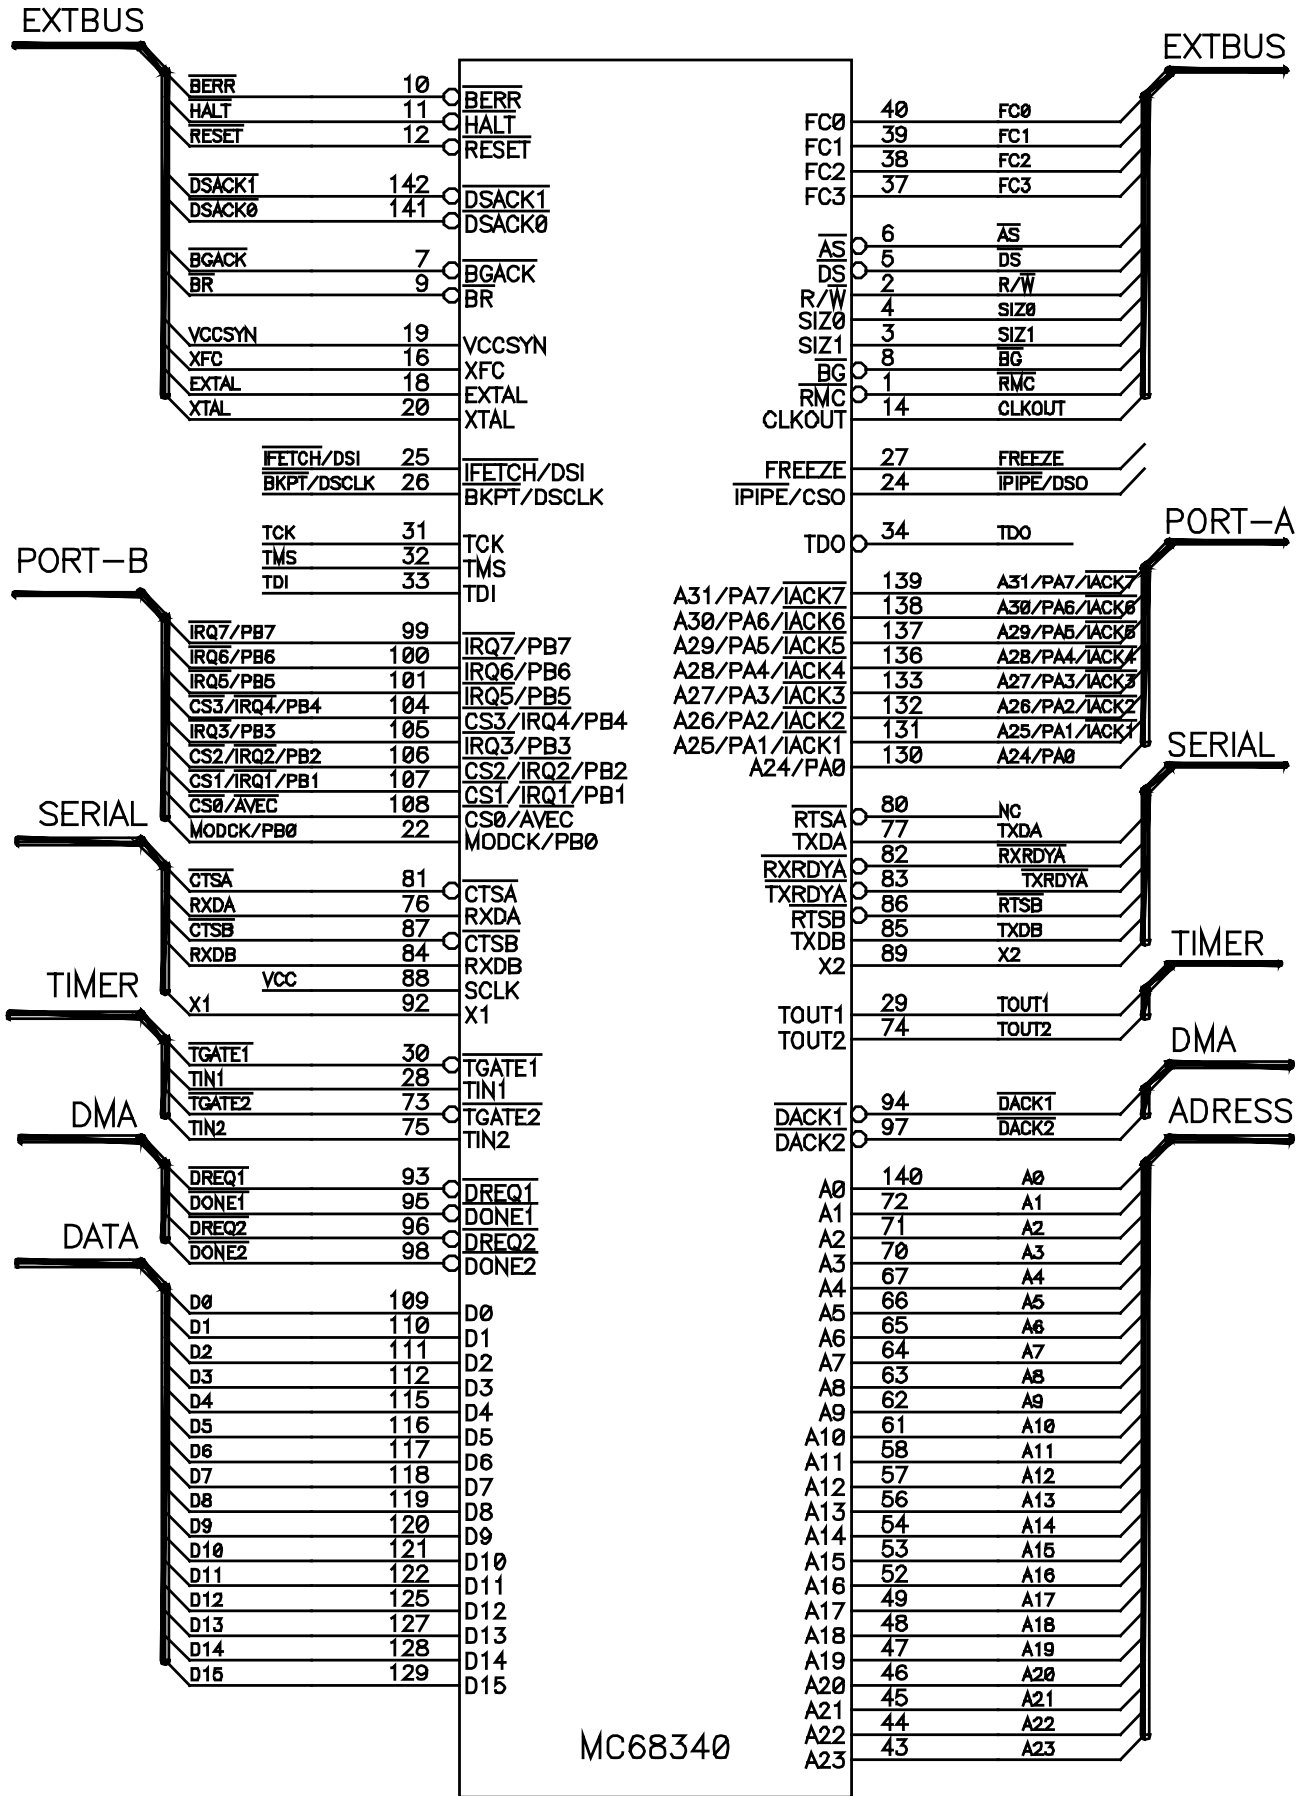 EXTBUS
BERR 10 BERR
HALT 11 HALT
RESET 12 RESET
DSACK1 142 DSACK1
DSACK0 141 DSACK0
BGACK 7 BGACK
BR 9 BR
VCCSYN 19 VCCSYN
XFC 16 XFC
EXTAL 18 EXTAL
XTAL 20 XTAL
IFETCH/DSI 25 IFETCH/DSI
BKPT/DSCLK 26 BKPT/DSCLK
TCK 31 TCK
TMS 32 TMS
TDI 33 TDI
PORT-B
IRQ7/PB7 99 IRQ7/PB7
IRQ6/PB6 100 IRQ6/PB6
IRQ5/PB5 101 IRQ5/PB5
CS3/IRQ4/PB4 104 CS3/IRQ4/PB4
IRQ3/PB3 105 IRQ3/PB3
CS2/IRQ2/PB2 106 CS2/IRQ2/PB2
CS1/IRQ1/PB1 107 CS1/IRQ1/PB1
CS0/AVEC 108 CS0/AVEC
MODCK/PB0 22 MODCK/PB0
SERIAL
CTSA 81 CTSA
RXDA 76 RXDA
CTSB 87 CTSB
RXDB 84 RXDB
VCC 88 SCLK
X1 92 X1
TIMER
TGATE1 30 TGATE1
TIN1 28 TIN1
TGATE2 73 TGATE2
TIN2 75 TIN2
DMA
DREQ1 93 DREQ1
DONE1 95 DONE1
DREQ2 96 DREQ2
DONE2 98 DONE2
DATA
D0 109 D0
D1 110 D1
D2 111 D2
D3 112 D3
D4 115 D4
D5 116 D5
D6 117 D6
D7 118 D7
D8 119 D8
D9 120 D9
D10 121 D10
D11 122 D11
D12 125 D12
D13 127 D13
D14 128 D14
D15 129 D15
MC68340
EXTBUS
FC0 40 FC0
FC1 39 FC1
FC2 38 FC2
FC3 37 FC3
AS 6 AS
DS 5 DS
R/W 2 R/W
SIZ0 4 SIZ0
SIZ1 3 SIZ1
BG 8 BG
RMC 1 RMC
CLKOUT 14 CLKOUT
FREEZE 27 FREEZE
IPIPE/CSO 24 IPIPE/DSO
TDO 34 TDO
PORT-A
A31/PA7/IACK7 139 A31/PA7/IACK7
A30/PA6/IACK6 138 A30/PA6/IACK6
A29/PA5/IACK5 137 A29/PA5/IACK5
A28/PA4/IACK4 136 A28/PA4/IACK4
A27/PA3/IACK3 133 A27/PA3/IACK3
A26/PA2/IACK2 132 A26/PA2/IACK2
A25/PA1/IACK1 131 A25/PA1/IACK1
A24/PA0 130 A24/PA0
SERIAL
RTSA 80 NC
TXDA 77 TXDA
RXRDYA 82 RXRDYA
TXRDYA 83 TXRDYA
RTSB 86 RTSB
TXDB 85 TXDB
X2 89 X2
TIMER
TOUT1 29 TOUT1
TOUT2 74 TOUT2
DMA
DACK1 94 DACK1
DACK2 97 DACK2
ADRESS
A0 140 A0
A1 72 A1
A2 71 A2
A3 70 A3
A4 67 A4
A5 66 A5
A6 65 A6
A7 64 A7
A8 63 A8
A9 62 A9
A10 61 A10
A11 58 A11
A12 57 A12
A13 56 A13
A14 54 A14
A15 53 A15
A16 52 A16
A17 49 A17
A18 48 A18
A19 47 A19
A20 46 A20
A21 45 A21
A22 44 A22
A23 43 A23